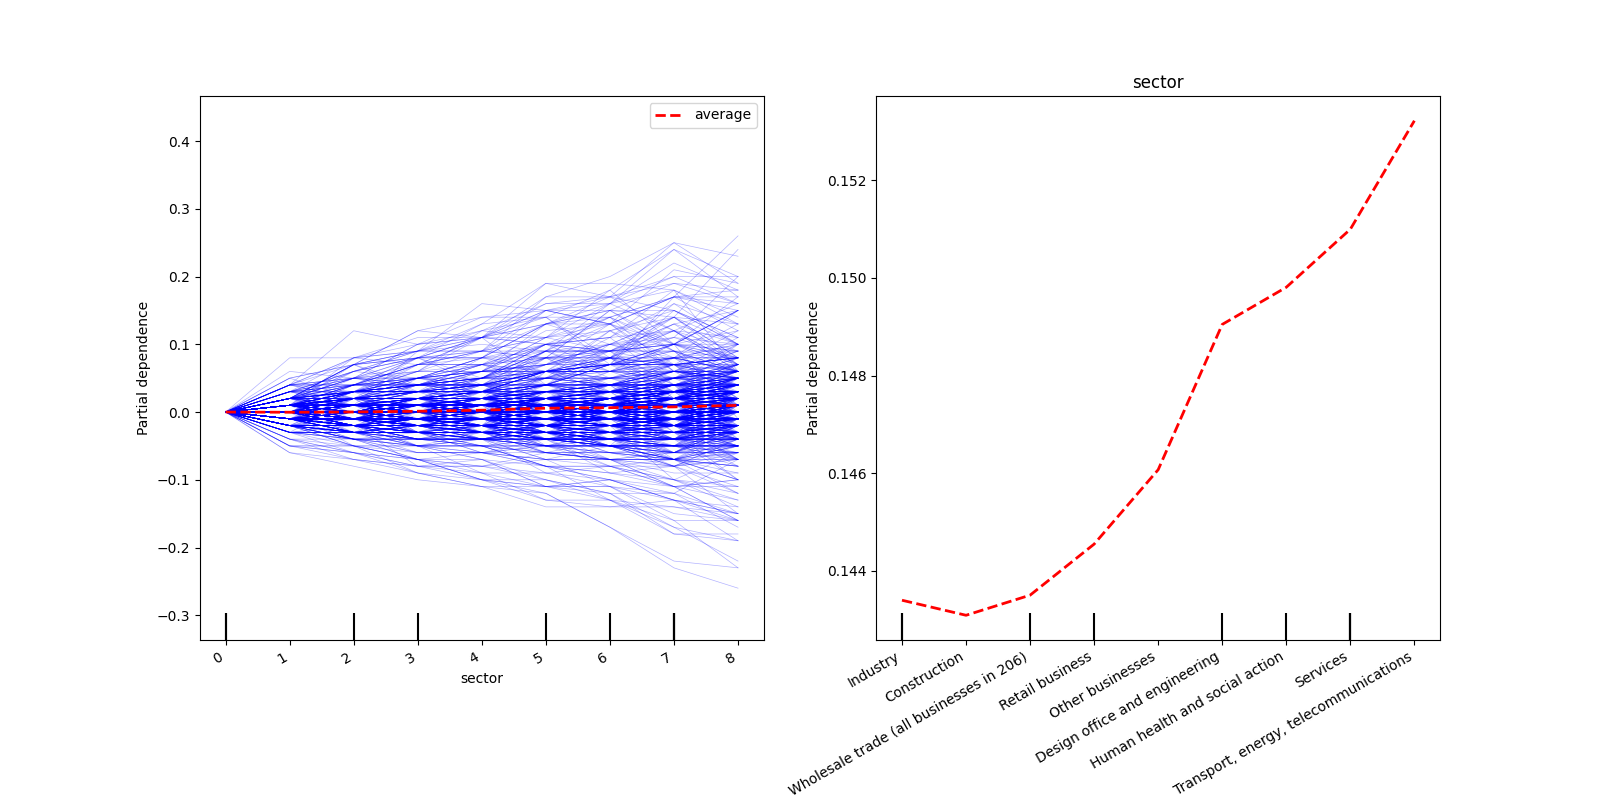 average
0.4
0.3
0.2
0.1
0.0
−0.1
−0.2
−0.3
Partial dependence
0
1
2
3
4
5
6
7
8
sector
sector
0.152
0.150
0.148
0.146
0.144
Partial dependence
Industry
Construction
Wholesale trade (all businesses in 206)
Retail business
Other businesses
Design office and engineering
Human health and social action
Services
Transport, energy, telecommunications